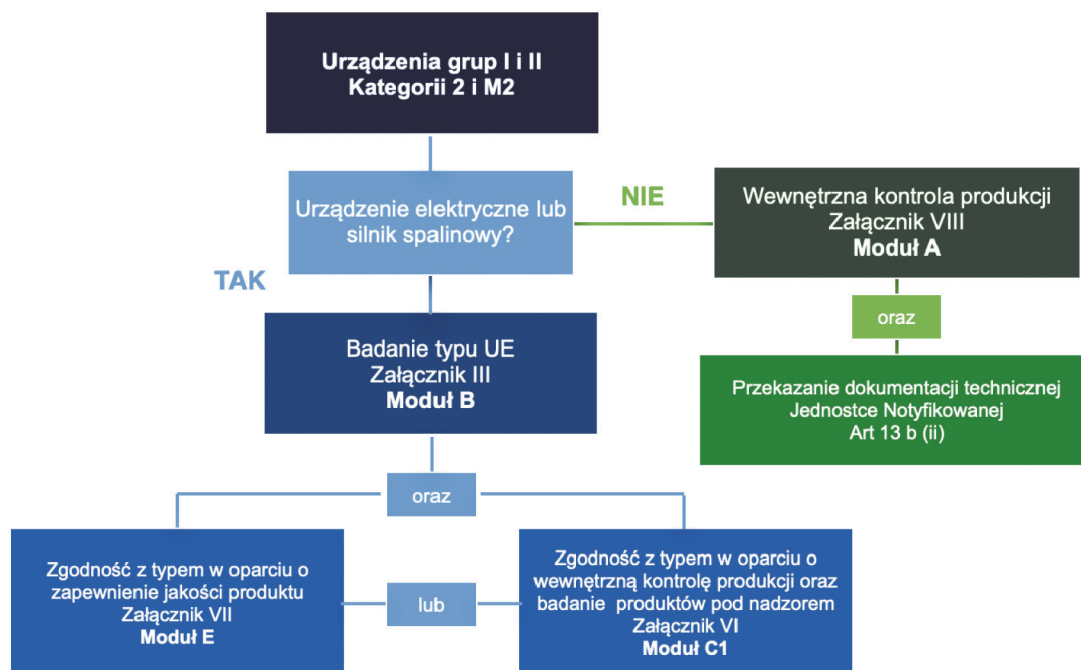 Urządzenia grup I i II
Kategorii 2 i M2
Urządzenie elektryczne lub
silnik spalinowy?
NIE
Wewnętrzna kontrola produkcji
Załącznik VIII
Moduł A
TAK
oraz
Badanie typu UE
Załącznik III
Moduł B
Przekazanie dokumentacji technicznej
Jednostce Notyfikowanej
Art 13 b (ii)
oraz
Zgodność z typem w oparciu o
zapewnienie jakości produktu
Załącznik VII
Moduł E
lub
Zgodność z typem w oparciu o
wewnętrzną kontrolę produkcji oraz
badanie produktów pod nadzorem
Załącznik VI
Moduł C1